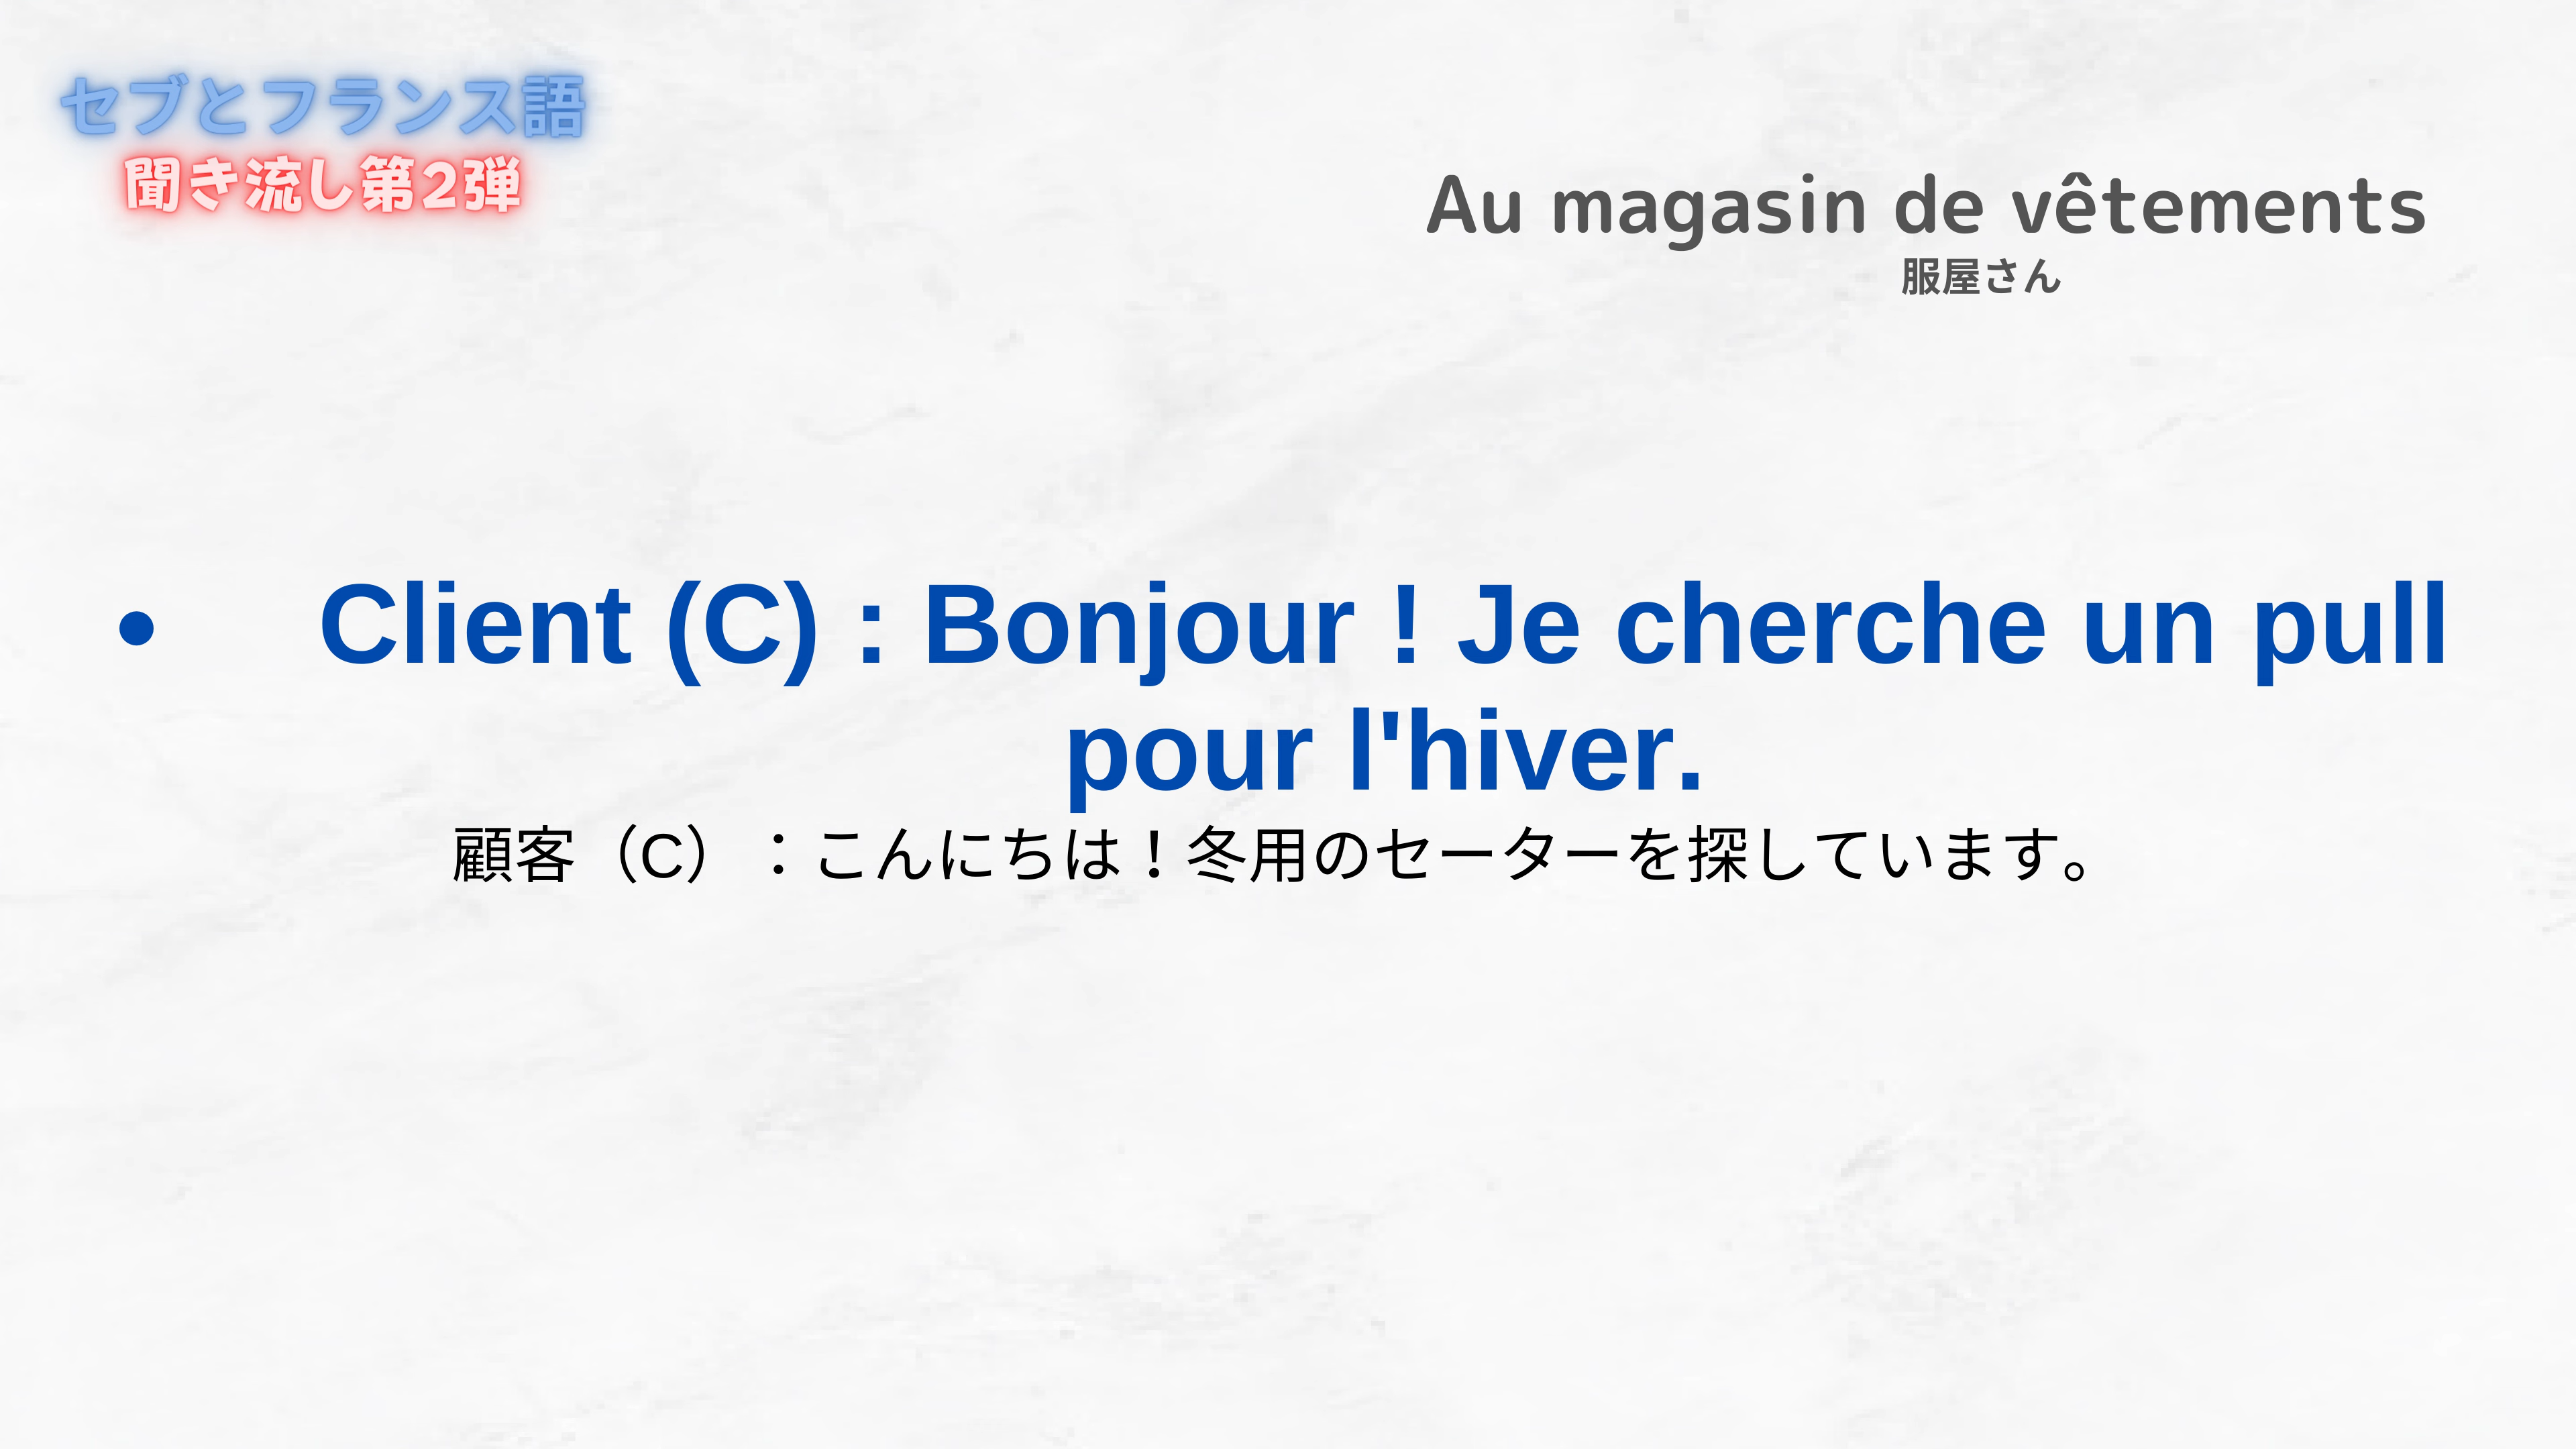 セブとフランス語
聞き流し第2弾
Au magasin de vêtements
服屋さん
• Client (C) : Bonjour ! Je cherche un pull
pour l'hiver.
顧客（C）：こんにちは！冬用のセーターを探しています。